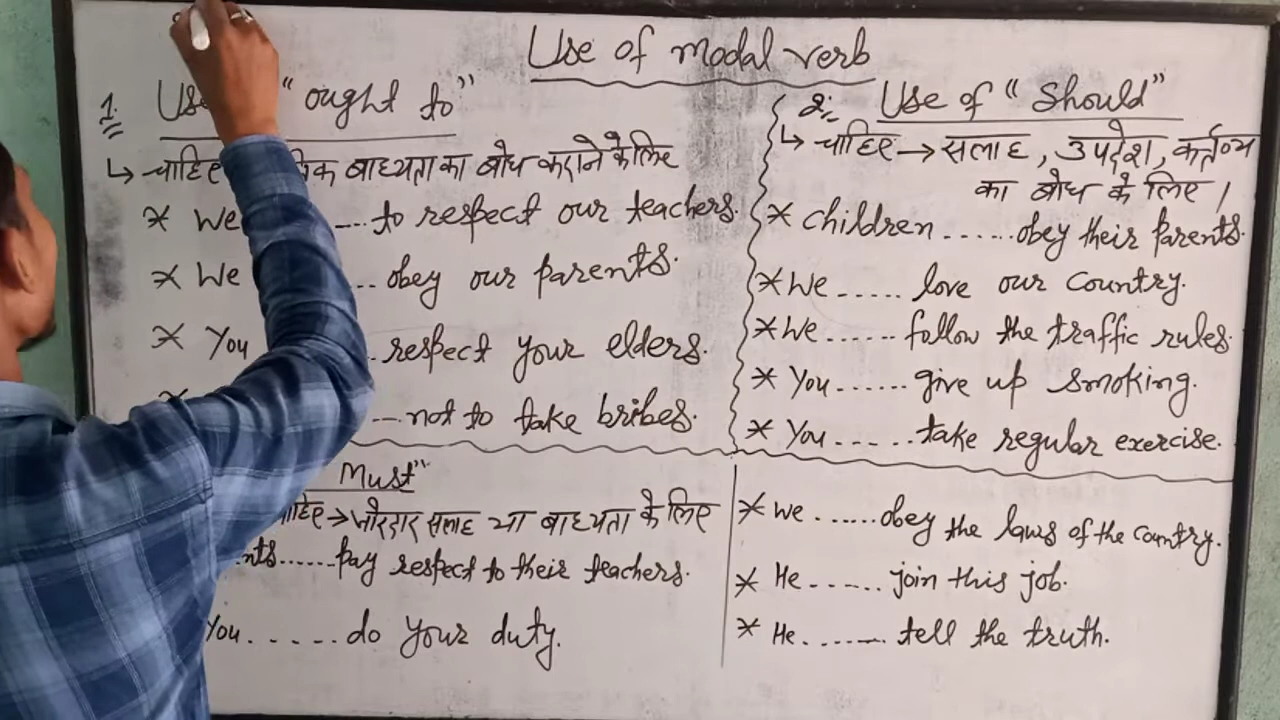 Use of modal verb
1. Use "ought to"
↳ चाहिए बाध्यता का बोध कराने के लिए
* We ....to respect our teachers.
* We .. obey our parents.
* You .respect your elders.
...not to take bribes.
2:- Use of "Should"
↳ चाहिए → सलाह, उपदेश, कर्तव्य
का बोध के लिए।
* Children ......obey their parents.
* We ...... love our country.
* We ...... follow the traffic rules.
* You ...... give up smoking.
* You ......take regular exercise.
Must"
→ जोरदार सलाह या बाध्यता के लिए
......pay respect to their teachers.
You ...... do your duty.
* We ......obey the laws of the country.
* He ...... join this job.
* He ....... tell the truth.